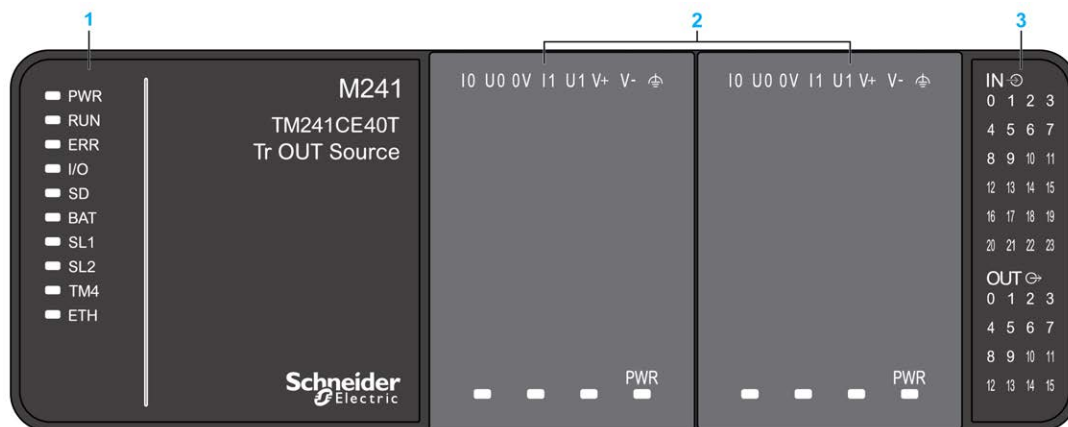 1
2
3
PWR
RUN
ERR
I/O
SD
BAT
SL1
SL2
TM4
ETH
M241
TM241CE40T
Tr OUT Source
Schneider
Electric
I0 U0 0V I1 U1 V+ V-
PWR
I0 U0 0V I1 U1 V+ V-
PWR
IN
0 1 2 3
4 5 6 7
8 9 10 11
12 13 14 15
16 17 18 19
20 21 22 23
OUT
0 1 2 3
4 5 6 7
8 9 10 11
12 13 14 15